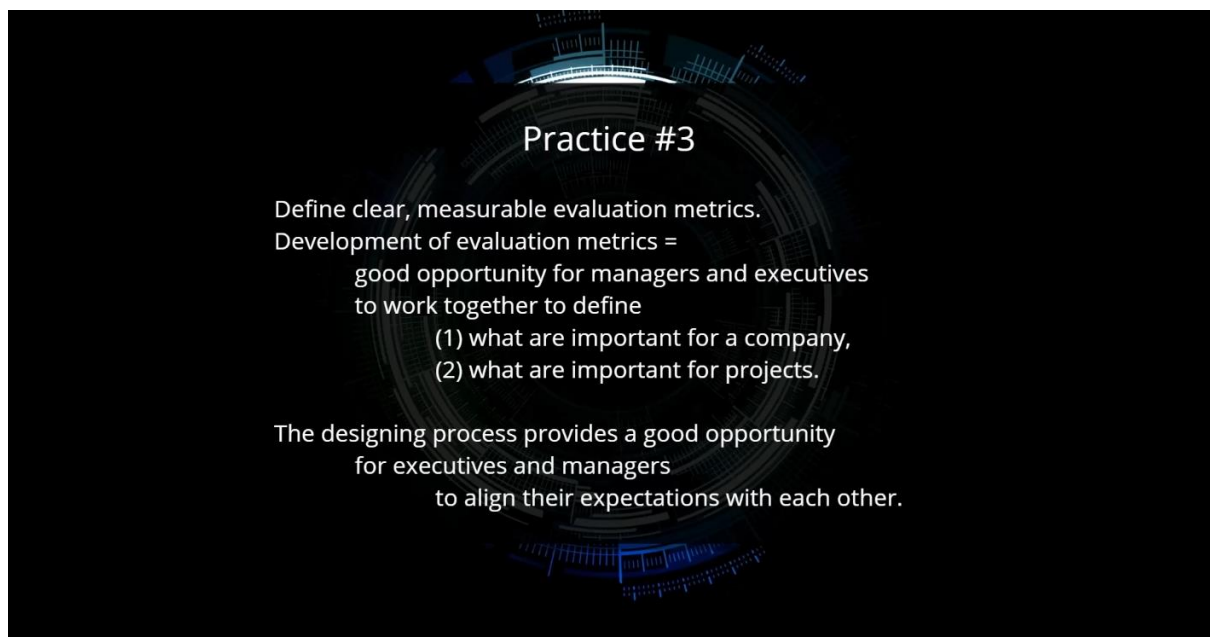 Practice #3
Define clear, measurable evaluation metrics.
Development of evaluation metrics =
good opportunity for managers and executives
to work together to define
(1) what are important for a company,
(2) what are important for projects.
The designing process provides a good opportunity
for executives and managers
to align their expectations with each other.